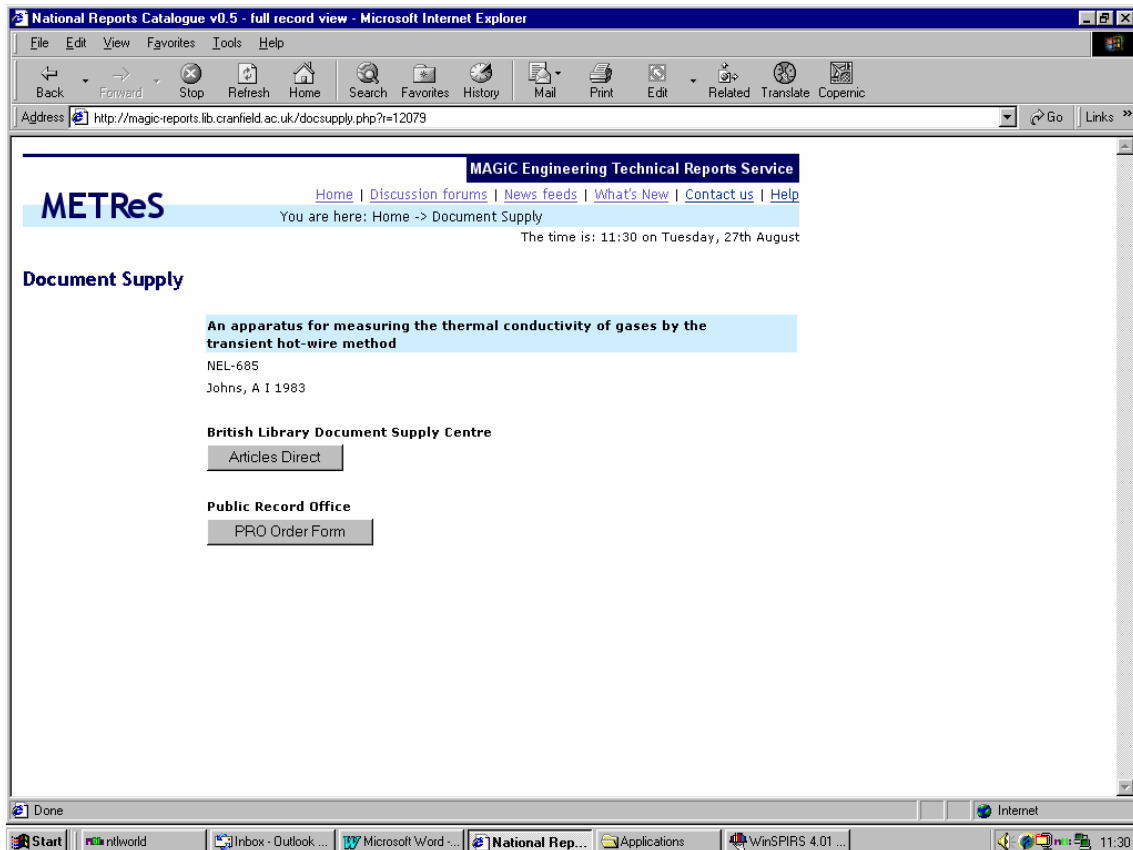 National Reports Catalogue v0.5 - full record view - Microsoft Internet Explorer
File Edit View Favorites Tools Help
Back Forward Stop Refresh Home Search Favorites History Mail Print Edit Related Translate Copernic
Address http://magic-reports.lib.cranfield.ac.uk/docsupply.php?r=12079 Go Links »
MAGiC Engineering Technical Reports Service
METReS
Home | Discussion forums | News feeds | What's New | Contact us | Help
You are here: Home -> Document Supply
The time is: 11:30 on Tuesday, 27th August
Document Supply
An apparatus for measuring the thermal conductivity of gases by the
transient hot-wire method
NEL-685
Johns, A I 1983
British Library Document Supply Centre
Articles Direct
Public Record Office
PRO Order Form
Done Internet
Start ntlworld Inbox - Outlook ... Microsoft Word -... National Rep... Applications WinSPIRS 4.01 ... 11:30